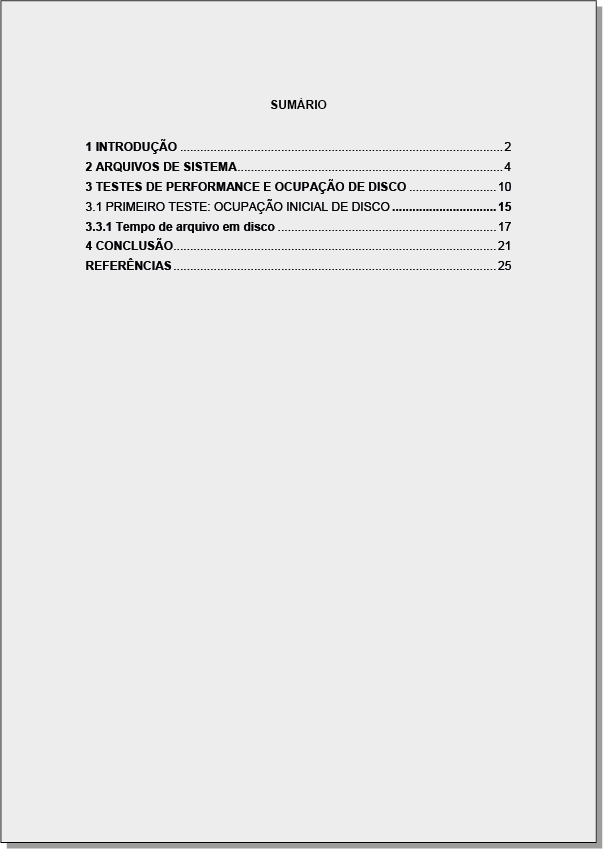 SUMÁRIO
1 INTRODUÇÃO ................................................................................................. 2
2 ARQUIVOS DE SISTEMA................................................................................ 4
3 TESTES DE PERFORMANCE E OCUPAÇÃO DE DISCO .......................... 10
3.1 PRIMEIRO TESTE: OCUPAÇÃO INICIAL DE DISCO ............................... 15
3.3.1 Tempo de arquivo em disco .................................................................. 17
4 CONCLUSÃO................................................................................................. 21
REFERÊNCIAS ................................................................................................. 25